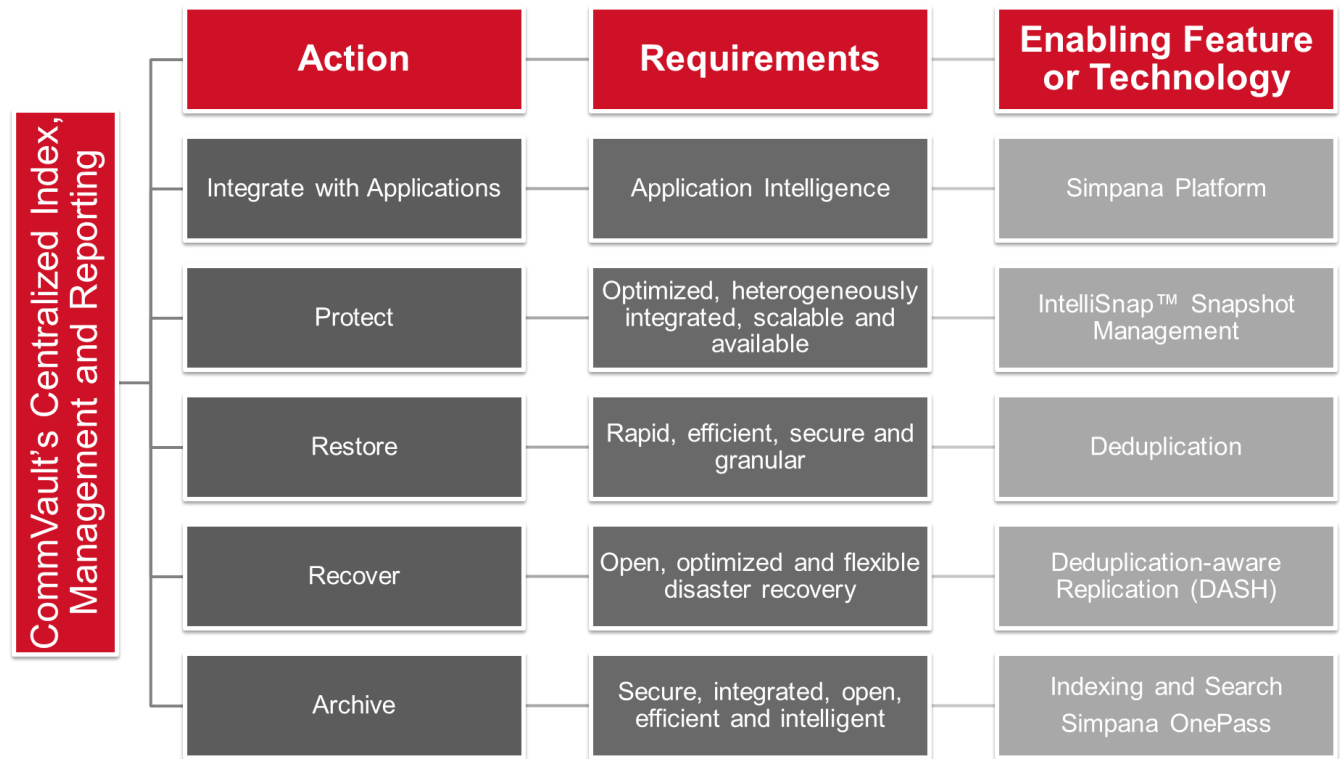 CommVault's Centralized Index,
Management and Reporting
Action
Requirements
Enabling Feature
or Technology
Integrate with Applications
Application Intelligence
Simpana Platform
Protect
Optimized, heterogeneously
integrated, scalable and
available
IntelliSnap™ Snapshot
Management
Restore
Rapid, efficient, secure and
granular
Deduplication
Recover
Open, optimized and flexible
disaster recovery
Deduplication-aware
Replication (DASH)
Archive
Secure, integrated, open,
efficient and intelligent
Indexing and Search
Simpana OnePass